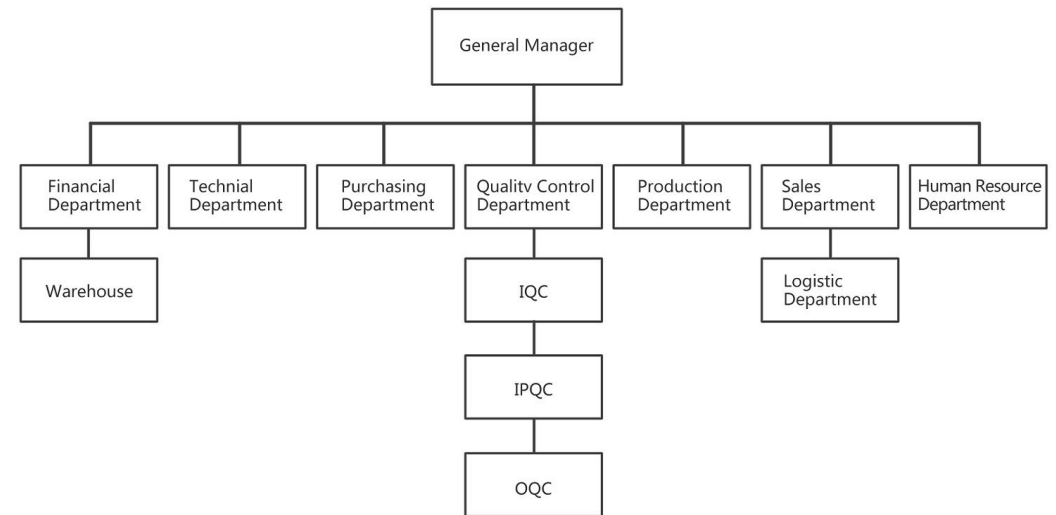 General Manager
Financial
Department
Technial
Department
Purchasing
Department
Quality Control
Department
Production
Department
Sales
Department
Human Resource
Department
Warehouse
IQC
Logistic
Department
IPQC
OQC